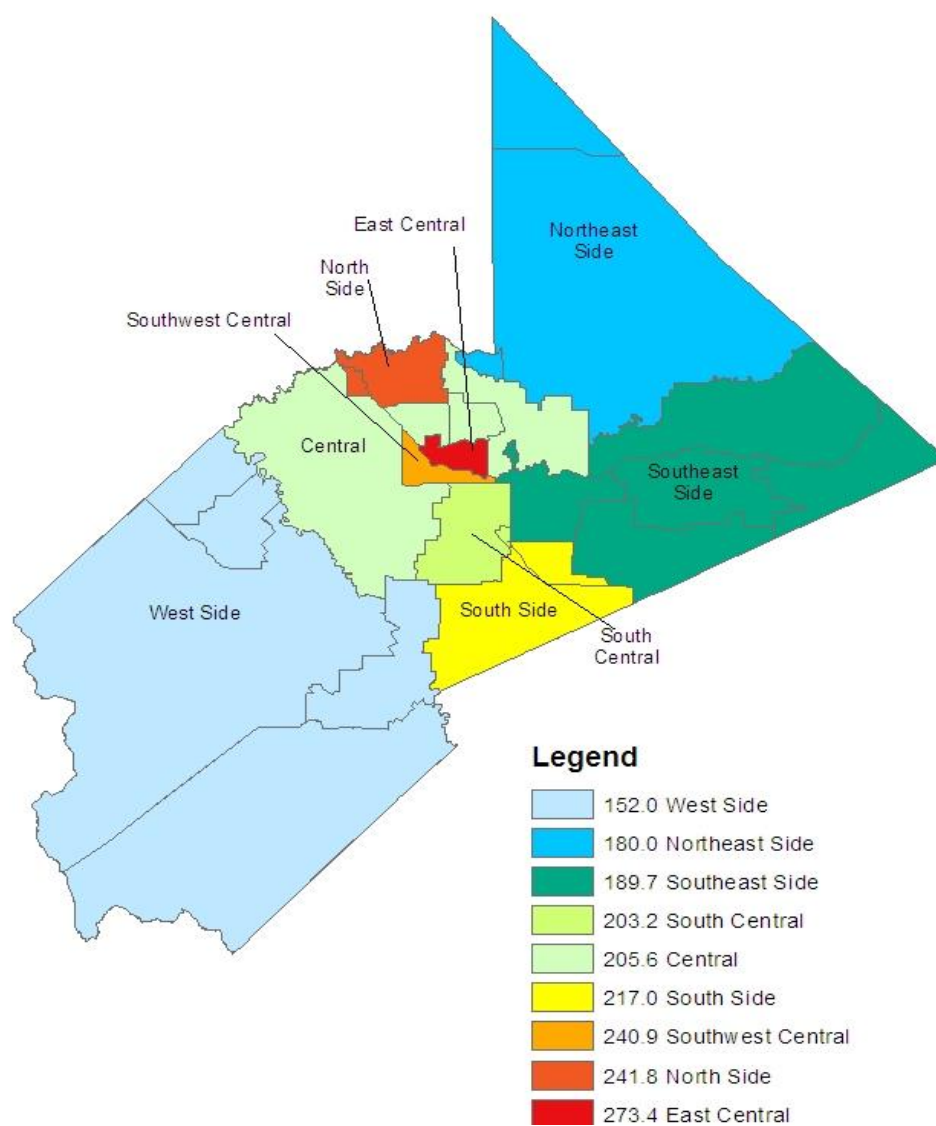 East Central
North
Side
Southwest Central
Northeast
Side
Central
Southeast
Side
West Side
South Side
South
Central
Legend
152.0 West Side
180.0 Northeast Side
189.7 Southeast Side
203.2 South Central
205.6 Central
217.0 South Side
240.9 Southwest Central
241.8 North Side
273.4 East Central